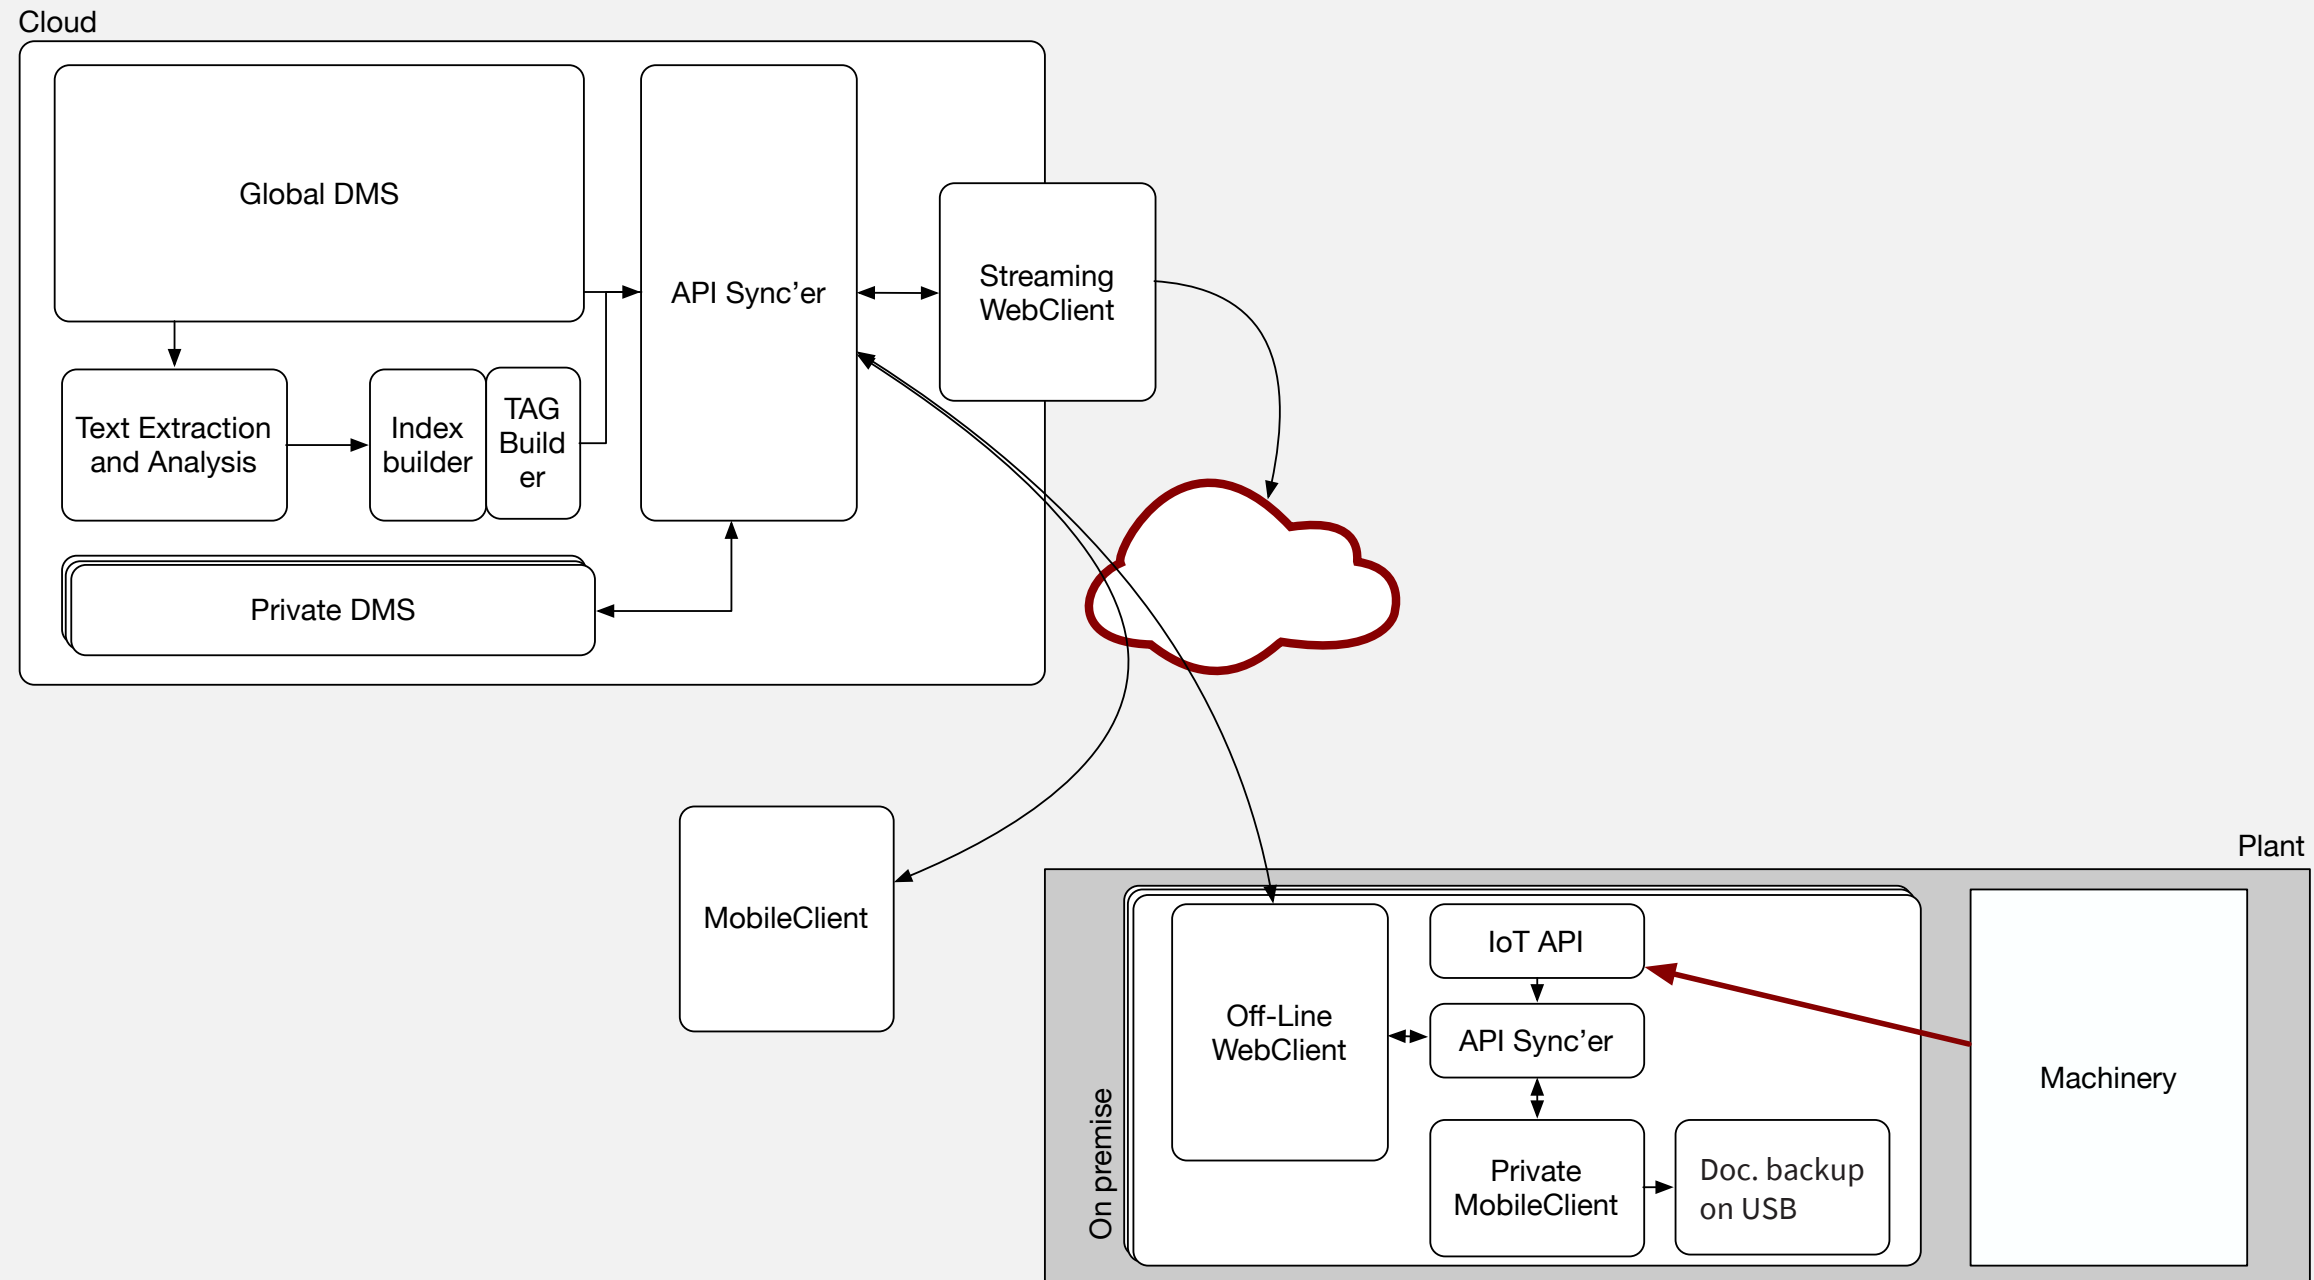 Cloud
Global DMS
API Sync’er
Streaming
WebClient
Text Extraction
and Analysis
Index
builder
TAG
Build
er
Private DMS
MobileClient
Plant
On premise
Off-Line
WebClient
IoT API
API Sync’er
Private
MobileClient
Doc. backup
on USB
Machinery